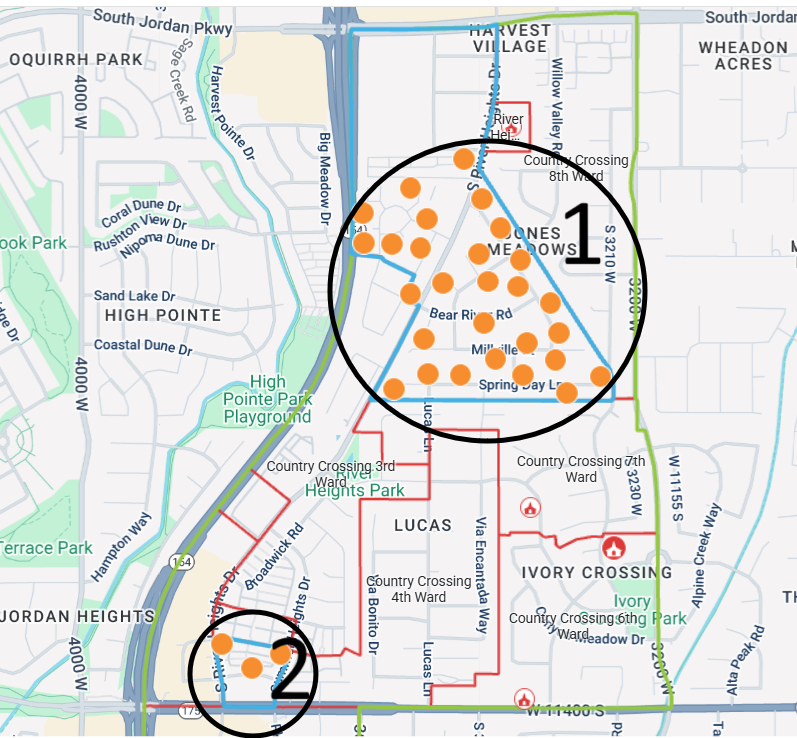 South Jordan Pkwy
South Jordan
HARVEST
VILLAGE
OQUIRRH PARK
WHEADON
ACRES
Sage Creek Rd
4000 W
Harvest Pointe Dr
Willow Valley Rd
River
Hei...
Big Meadow Dr
Country Crossing
8th Ward
Coral Dune Dr
Rushton View Dr
Nipoma Dune Dr
ook Park
1
MEADOWS
S 3210 W
3200 W
Sand Lake Dr
HIGH POINTE
Bear River Rd
Coastal Dune Dr
4000 W
Spring Day Ln
High
Pointe Park
Playground
Country Crossing 3rd
Ward
River
Heights Park
Country Crossing 7th
Ward
3230 W
W 11155 S
LUCAS
Via Encantada Way
Hampton Way
Terrace Park
Broadwick Rd
Alpine Creek Way
154
IVORY CROSSING
Country Crossing
4th Ward
Ivory
Crossing Park
Country Crossing 6th
Ward
Meadow Dr
JORDAN HEIGHTS
4000 W
2
Lucas Ln
3200 W
Alta Peak Rd
175
W 11400 S